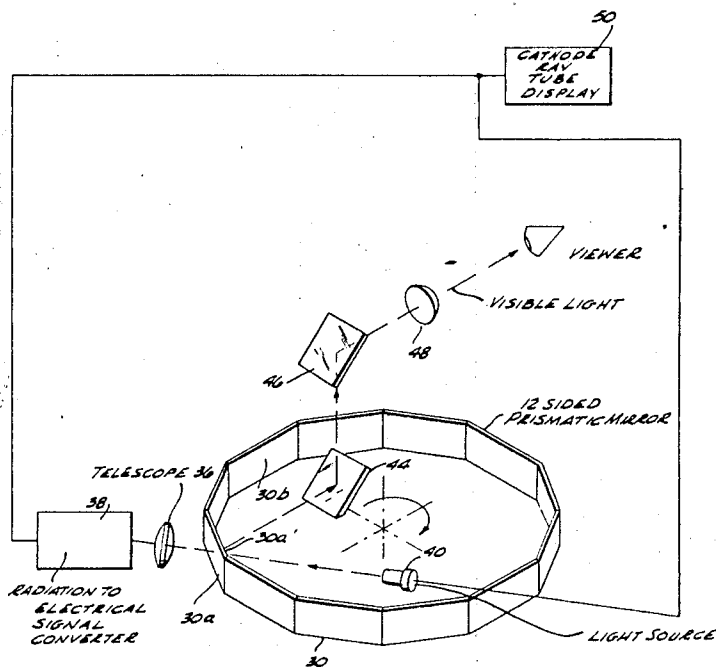 50
CATHODE
RAY
TUBE
DISPLAY
VIEWER
VISIBLE LIGHT
48
46
12 SIDED
PRISMATIC MIRROR
TELESCOPE 36
44
30b
38
30a'
40
RADIATION TO
ELECTRICAL
SIGNAL
CONVERTER
30a
30
LIGHT SOURCE